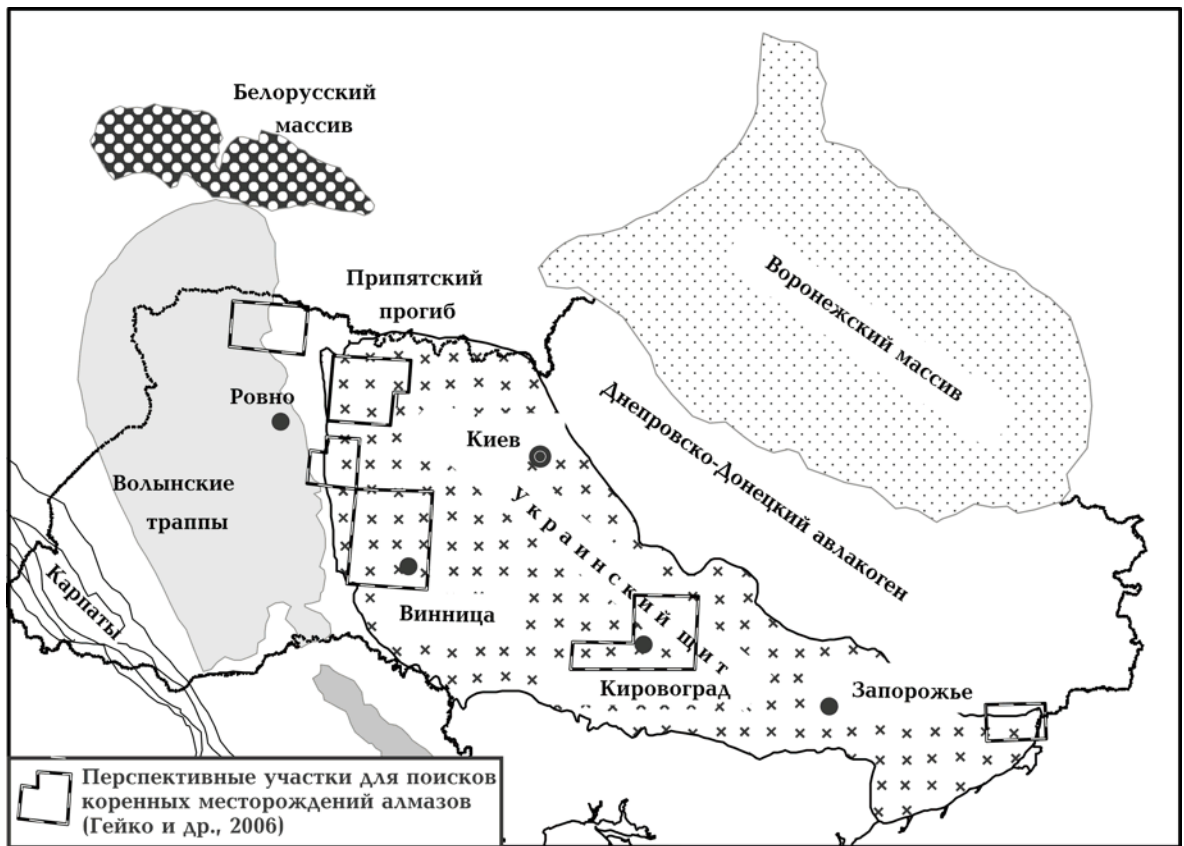 Белорусский
массив
Припятский
прогиб
Воронежский массив
Ровно
Киев
Днепровско-Донецкий авлакоген
Волынские
траппы
Украинский щит
Карпаты
Винница
Кировоград
Запорожье
Перспективные участки для поисков
коренных месторождений алмазов
(Гейко и др., 2006)